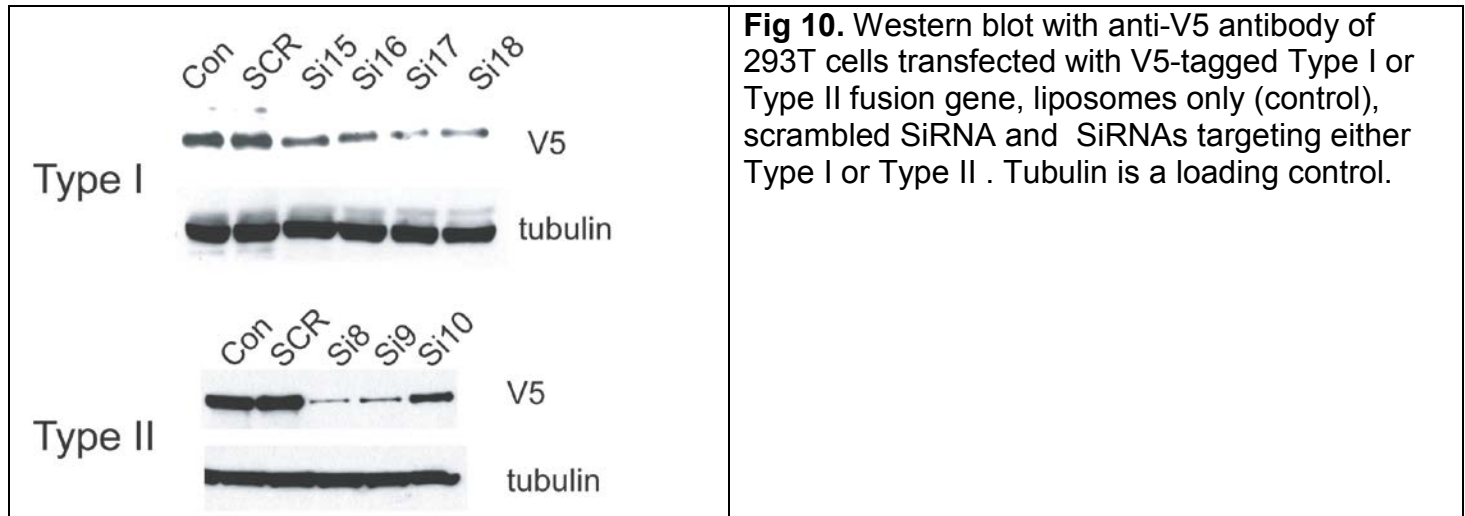 Con SCR Si15 Si16 Si17 Si18
V5
Type I
tubulin
Con SCR Si8 Si9 Si10
V5
Type II
tubulin
Fig 10. Western blot with anti-V5 antibody of
293T cells transfected with V5-tagged Type I or
Type II fusion gene, liposomes only (control),
scrambled SiRNA and  SiRNAs targeting either
Type I or Type II . Tubulin is a loading control.